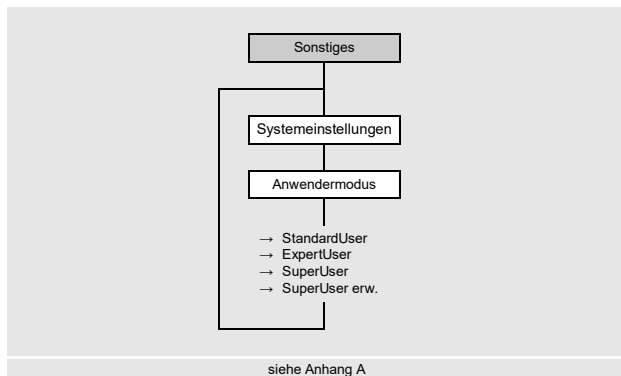 Sonstiges
Systemeinstellungen
Anwendermodus
→ StandardUser
→ ExpertUser
→ SuperUser
→ SuperUser erw.
siehe Anhang A